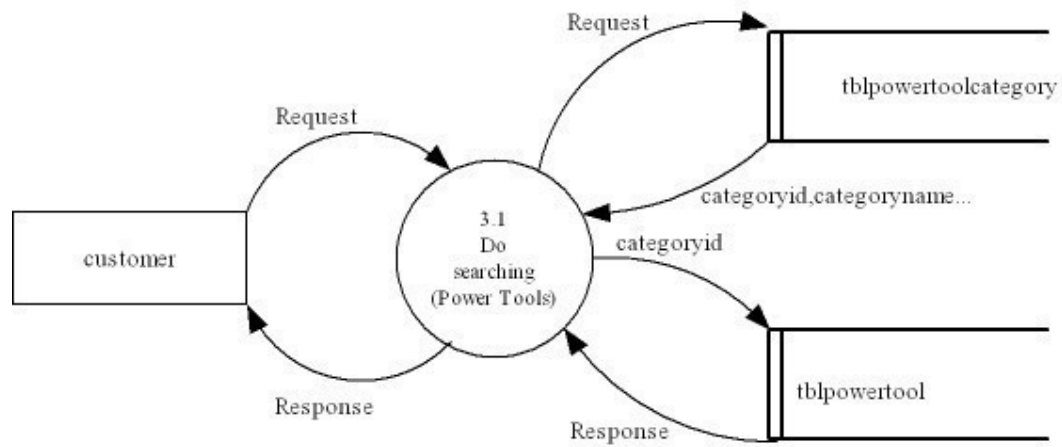 Request
tblpowertoolcategory
Request
categoryid,categoryname...
3.1
Do
searching
(Power Tools)
categoryid
customer
tblpowertool
Response
Response